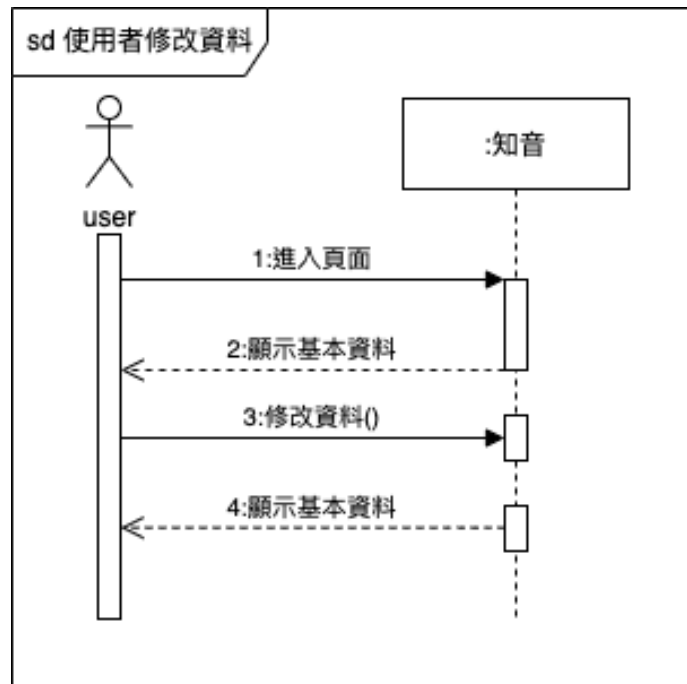 sd 使用者修改資料
:知音
user
1:進入頁面
2:顯示基本資料
3:修改資料()
4:顯示基本資料